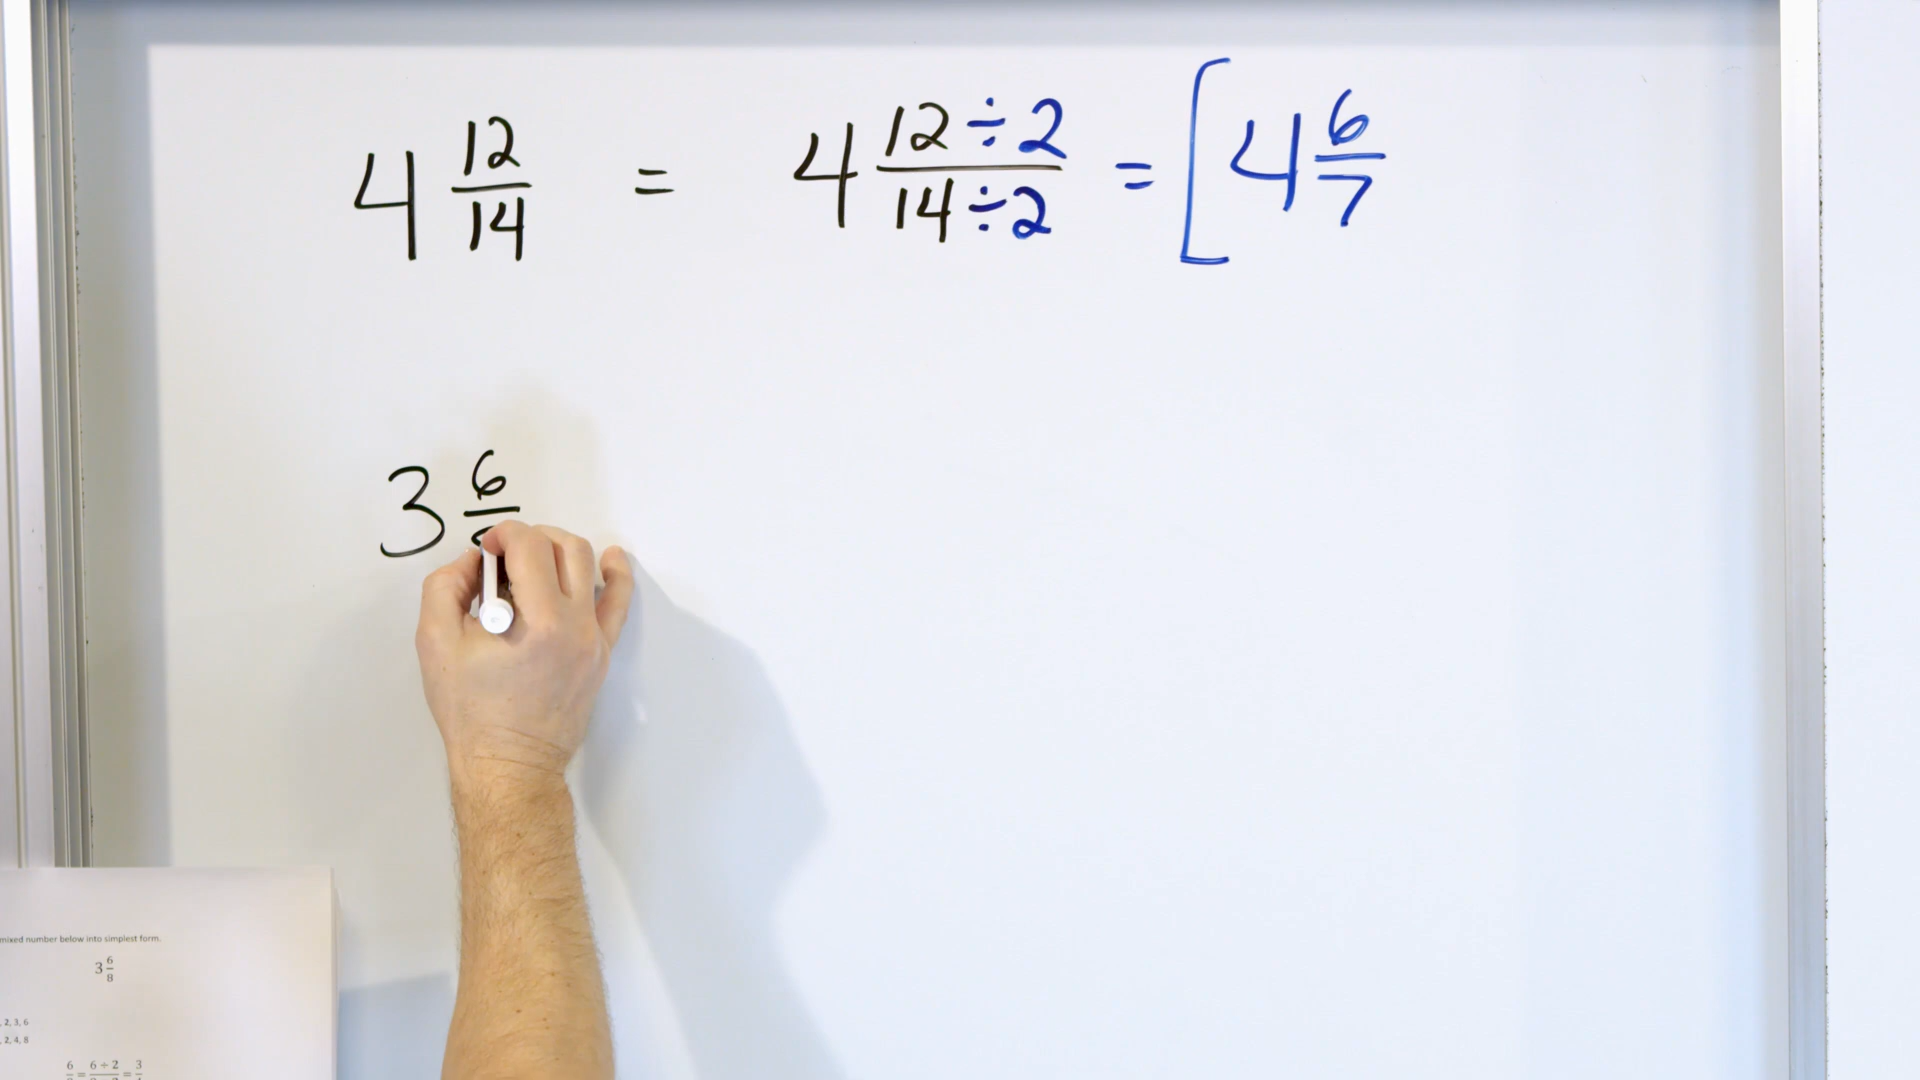 4 12/14 = 4 12÷2/14÷2 = [4 6/7
3 6/
mixed number below into simplest form.
3 6/8
, 2, 3, 6
, 2, 4, 8
6/ = 6 ÷ 2/ = 3/